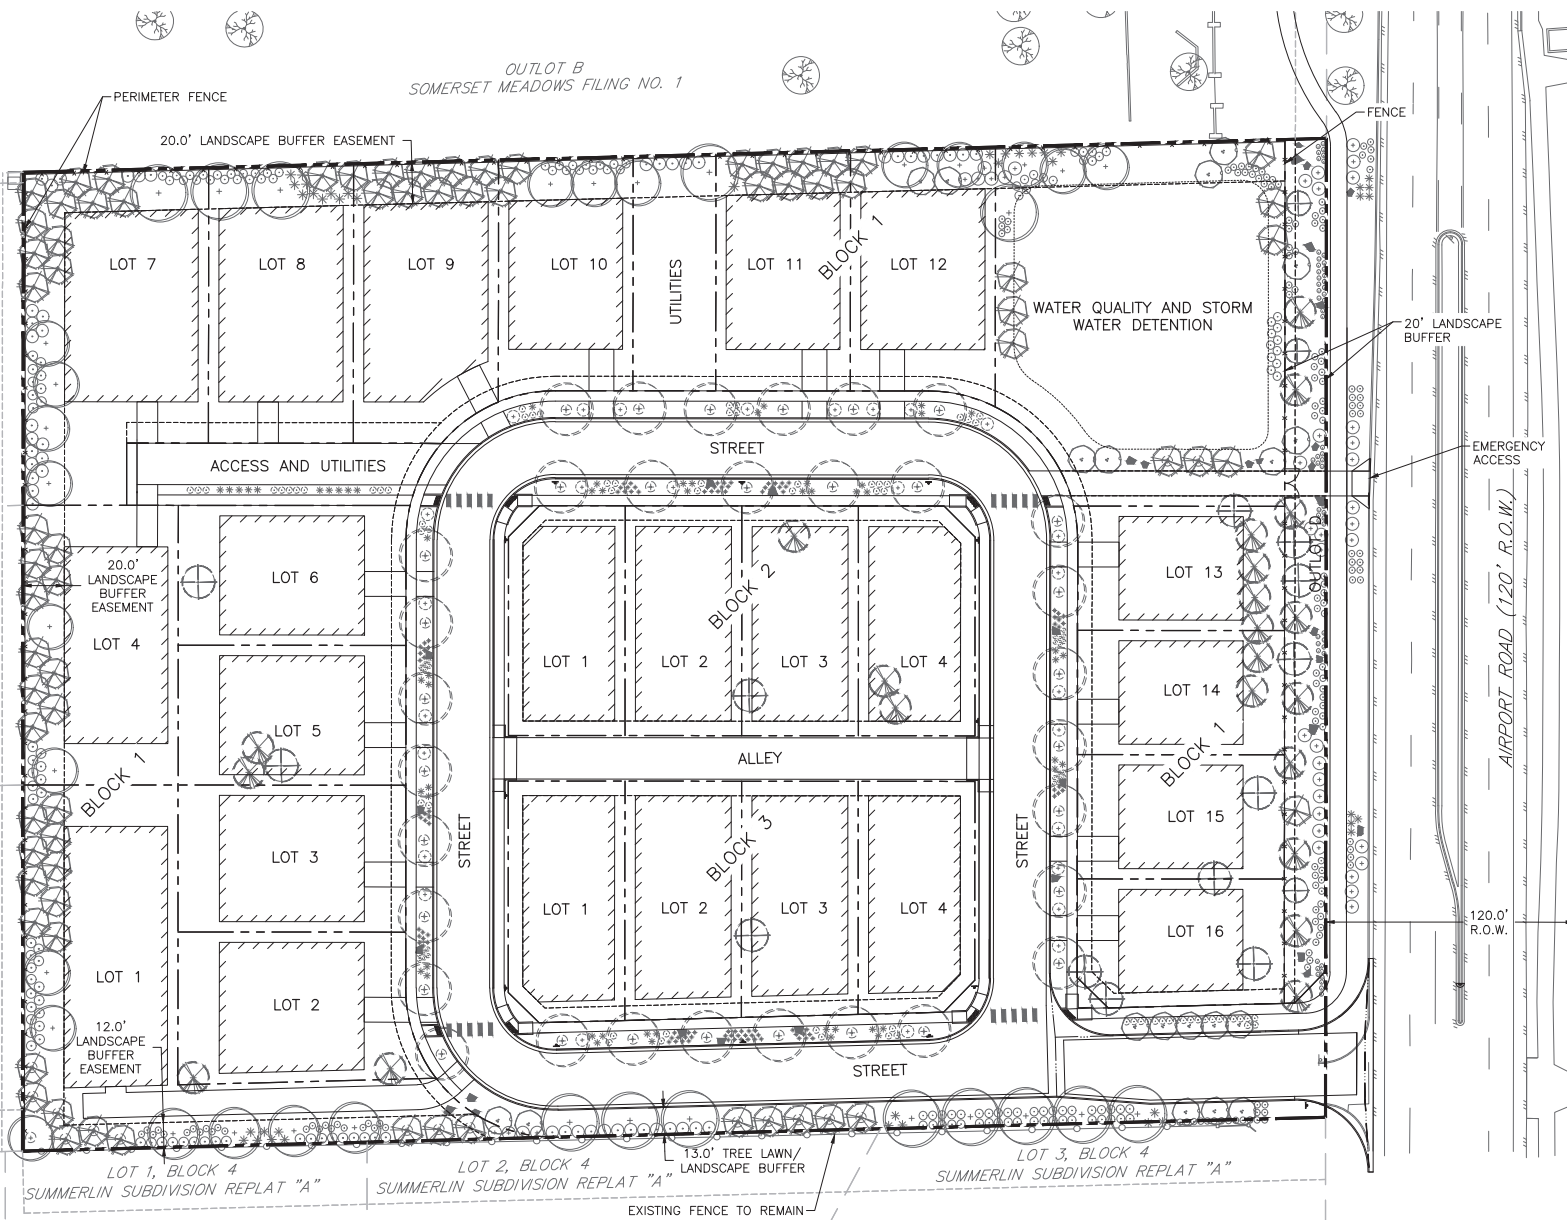 OUTLOT B
SOMERSET MEADOWS FILING NO. 1
PERIMETER FENCE
FENCE
20.0' LANDSCAPE BUFFER EASEMENT
LOT 7
LOT 8
LOT 9
LOT 10
UTILITIES
LOT 11
BLOCK 1
LOT 12
WATER QUALITY AND STORM
WATER DETENTION
20' LANDSCAPE
BUFFER
STREET
ACCESS AND UTILITIES
EMERGENCY
ACCESS
AIRPORT ROAD (120' R.O.W.)
OUTLOT D
20.0'
LANDSCAPE
BUFFER
EASEMENT
LOT 6
LOT 4
BLOCK 2
LOT 13
LOT 1
LOT 2
LOT 3
LOT 4
LOT 14
LOT 5
BLOCK 1
ALLEY
BLOCK 1
LOT 15
STREET
STREET
BLOCK 3
LOT 3
LOT 1
LOT 2
LOT 3
LOT 4
LOT 16
120.0'
R.O.W.
LOT 1
LOT 2
12.0'
LANDSCAPE
BUFFER
EASEMENT
STREET
13.0' TREE LAWN/
LANDSCAPE BUFFER
LOT 1, BLOCK 4
SUMMERLIN SUBDIVISION REPLAT "A"
LOT 2, BLOCK 4
SUMMERLIN SUBDIVISION REPLAT "A"
LOT 3, BLOCK 4
SUMMERLIN SUBDIVISION REPLAT "A"
EXISTING FENCE TO REMAIN